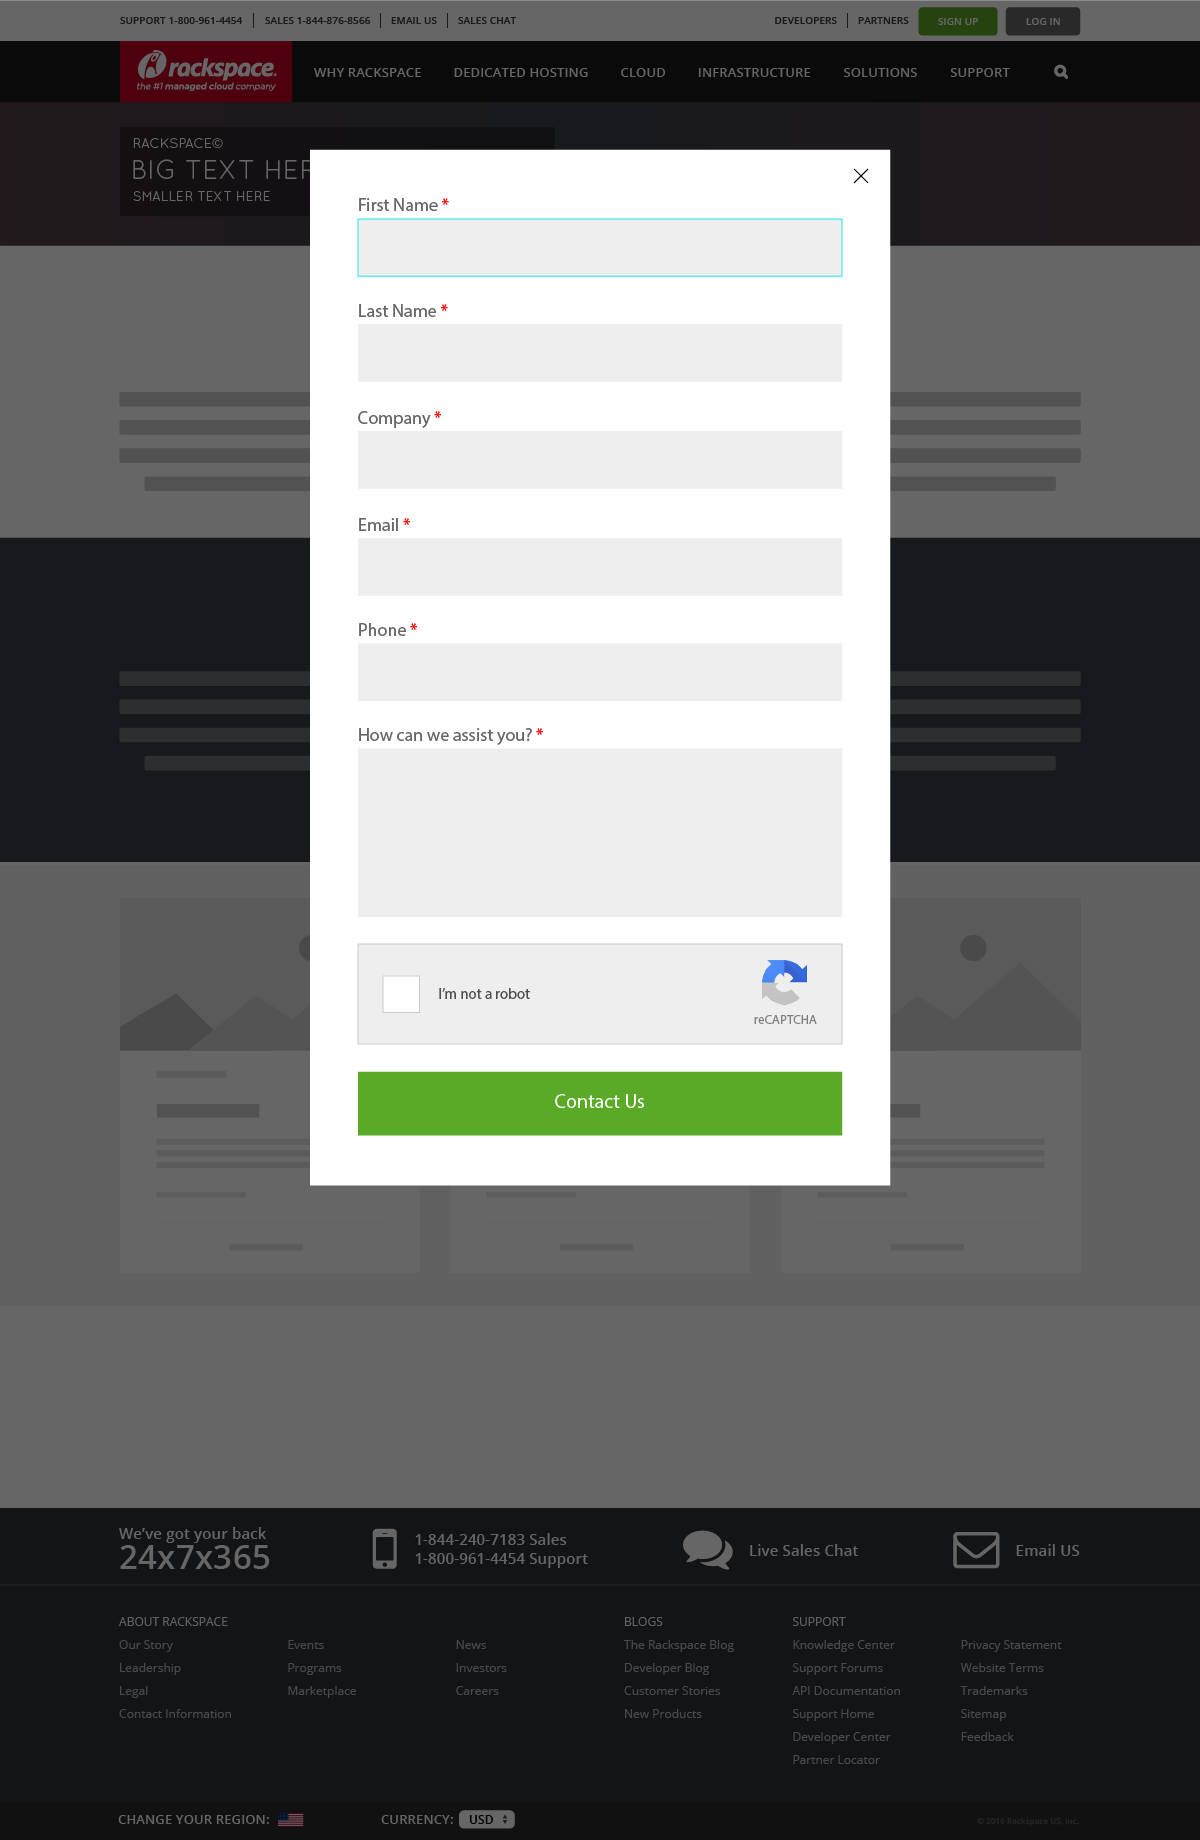 SUPPORT 1-800-961-4454 SALES 1-844-876-8566 EMAIL US SALES CHAT DEVELOPERS PARTNERS SIGN UP LOG IN
rackspace.
the #1 managed cloud company
WHY RACKSPACE DEDICATED HOSTING CLOUD INFRASTRUCTURE SOLUTIONS SUPPORT
RACKSPACE©
BIG TEXT HER
SMALLER TEXT HERE
First Name *
Last Name *
Company *
Email *
Phone *
How can we assist you? *
I'm not a robot
reCAPTCHA
Contact Us
We've got your back
24x7x365
1-844-240-7183 Sales
1-800-961-4454 Support
Live Sales Chat
Email US
ABOUT RACKSPACE BLOGS SUPPORT
Our Story Events News The Rackspace Blog Knowledge Center Privacy Statement
Leadership Programs Investors Developer Blog Support Forums Website Terms
Legal Marketplace Careers Customer Stories API Documentation Trademarks
Contact Information New Products Support Home Sitemap
Developer Center Feedback
Partner Locator
CHANGE YOUR REGION: CURRENCY: USD © 2016 Rackspace US, Inc.